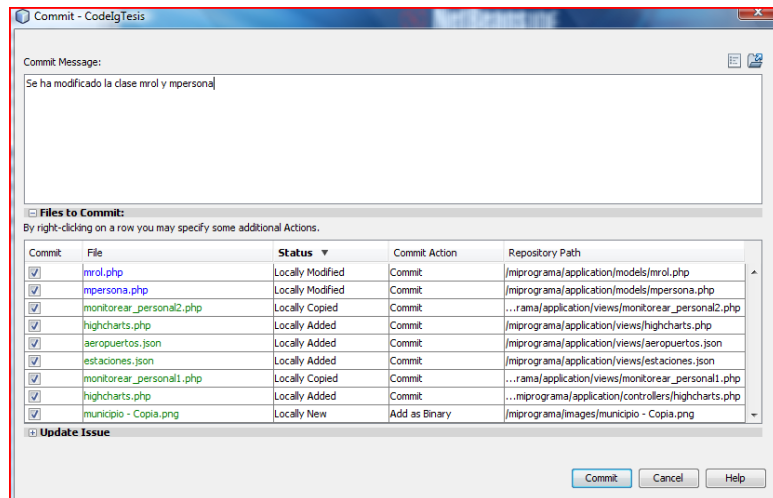 Commit - CodeIgTesis
Commit Message:
Se ha modificado la clase mrol y mpersona
Files to Commit:
By right-clicking on a row you may specify some additional Actions.
Commit File Status Commit Action Repository Path
mrol.php Locally Modified Commit /miprograma/application/models/mrol.php
mpersona.php Locally Modified Commit /miprograma/application/models/mpersona.php
monitorear_personal2.php Locally Copied Commit ...rama/application/views/monitorear_personal2.php
highcharts.php Locally Added Commit /miprograma/application/views/highcharts.php
aeropuertos.json Locally Added Commit /miprograma/application/views/aeropuertos.json
estaciones.json Locally Added Commit /miprograma/application/views/estaciones.json
monitorear_personal1.php Locally Copied Commit ...rama/application/views/monitorear_personal1.php
highcharts.php Locally Added Commit ...miprograma/application/controllers/highcharts.php
municipio - Copia.png Locally New Add as Binary /miprograma/images/municipio - Copia.png
Update Issue
Commit Cancel Help